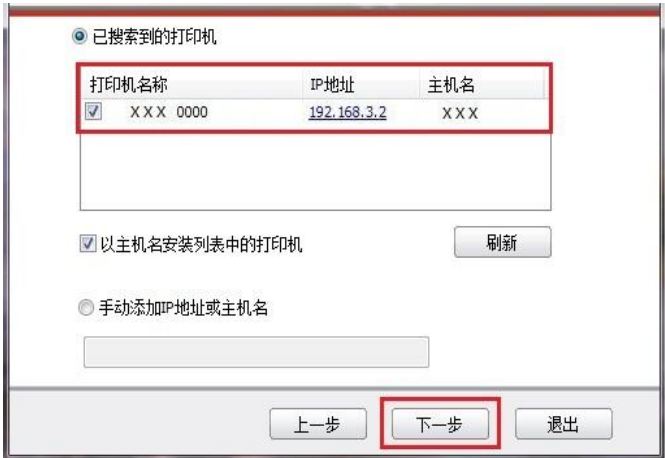 已搜索到的打印机
打印机名称 IP地址 主机名
XXX 0000 192.168.3.2 XXX
以主机名安装列表中的打印机 刷新
手动添加IP地址或主机名
上一步 下一步 退出